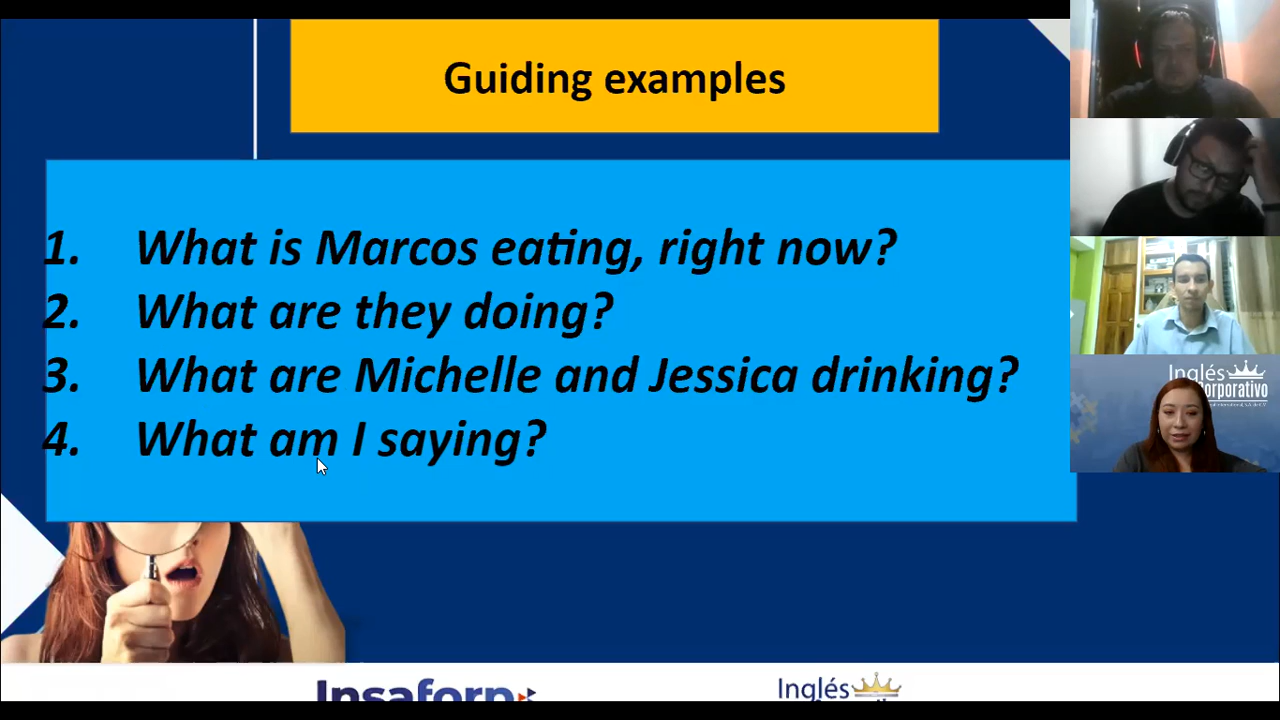 Guiding examples
1. What is Marcos eating, right now?
2. What are they doing?
3. What are Michelle and Jessica drinking?
4. What am I saying?
Inglés
Corporativo
Insaforp
Inglés